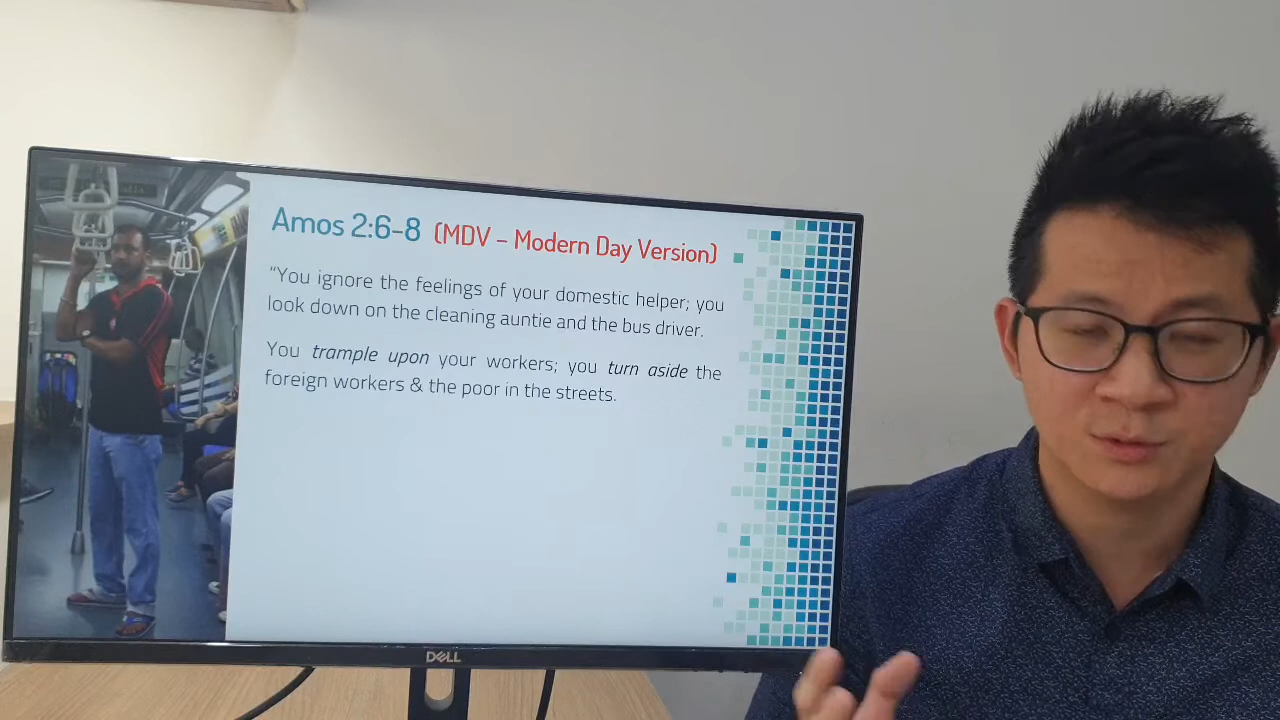 Amos 2:6-8 (MDV – Modern Day Version)
“You ignore the feelings of your domestic helper; you
look down on the cleaning auntie and the bus driver.
You trample upon your workers; you turn aside the
foreign workers & the poor in the streets.
DELL